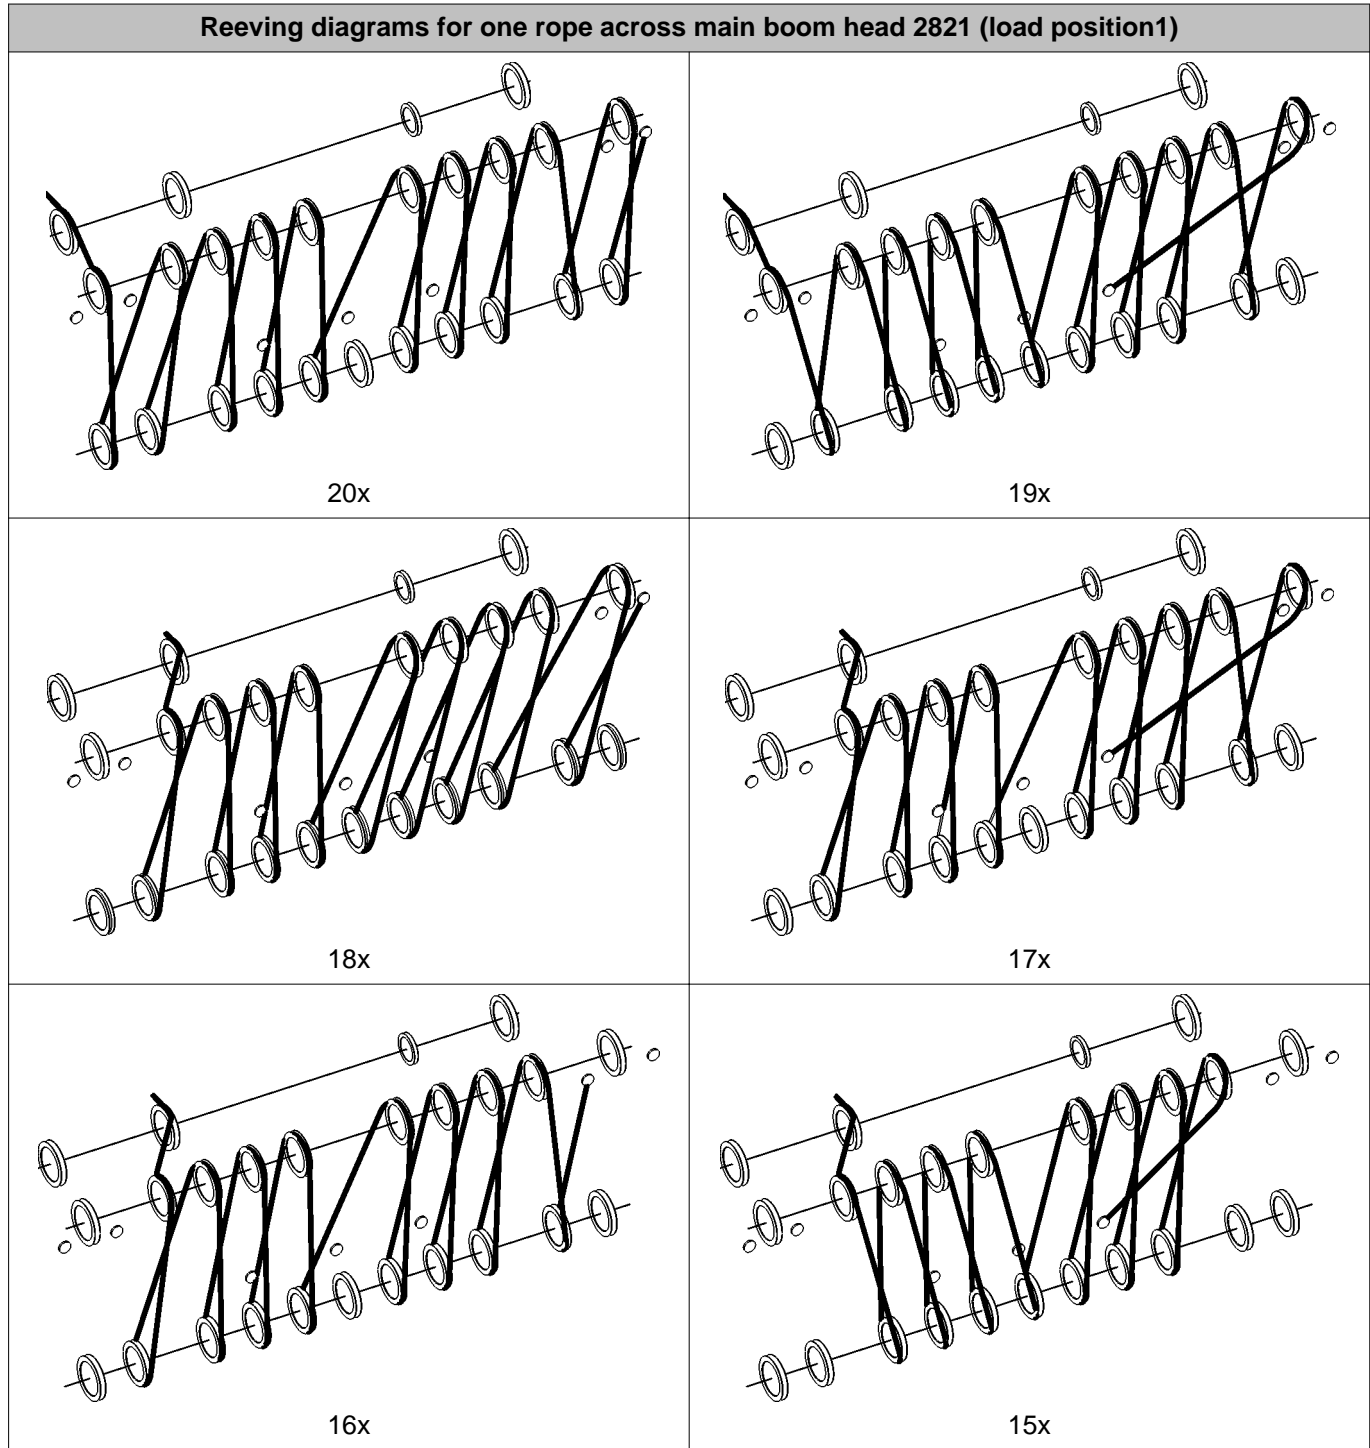 Reeving diagrams for one rope across main boom head 2821 (load position1)
20x
19x
18x
17x
16x
15x